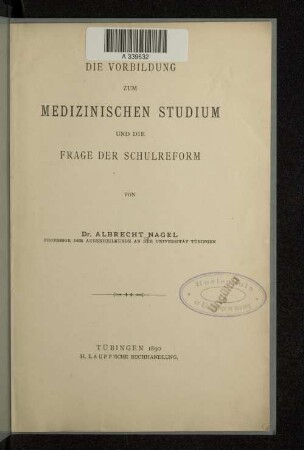 A 339532
DIE VORBILDUNG
ZUM
MEDIZINISCHEN STUDIUM
UND DIE
FRAGE DER SCHULREFORM
VON
Dr. ALBRECHT NAGEL
PROFESSOR DER AUGENHEILKUNDE AN DER UNIVERSITÄT TÜBINGEN
TÜBINGEN 1890
H. LAUPP'SCHE BUCHHANDLUNG.